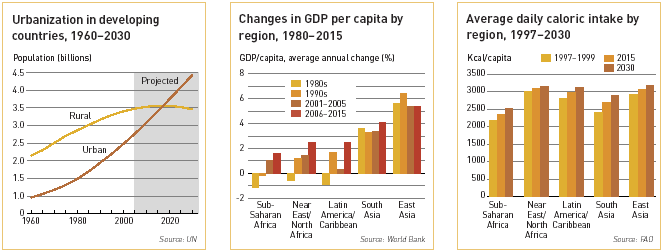 Urbanization in developing
countries, 1960–2030
Population (billions)
4.5
4.0
3.5
3.0
2.5
2.0
1.5
1.0
Projected
Rural
Urban
1960
1980
2000
2020
Source: UN
Changes in GDP per capita by
region, 1980–2015
GDP/capita, average annual change (%)
8
6
4
2
0
-2
1980s
1990s
2001–2005
2006–2015
Sub-
Saharan
Africa
Near
East/
North
Africa
Latin
America/
Caribbean
South
Asia
East
Asia
Source: World Bank
Average daily caloric intake by
region, 1997–2030
Kcal/capita
1997–1999
2015
2030
3500
3000
2500
2000
1500
1000
500
0
Sub-
Saharan
Africa
Near
East/
North
Africa
Latin
America/
Caribbean
South
Asia
East
Asia
Source: FAO